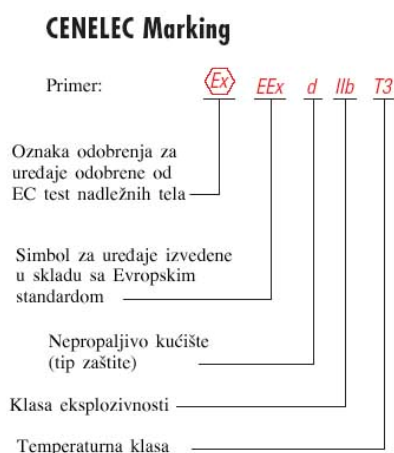 CENELEC Marking
Primer: Ex EEx d IIb T3
Oznaka odobrenja za
uređaje odobrene od
EC test nadležnih tela
Simbol za uređaje izvedene
u skladu sa Evropskim
standardom
Nepropaljivo kućište
(tip zaštite)
Klasa eksplozivnosti
Temperaturna klasa